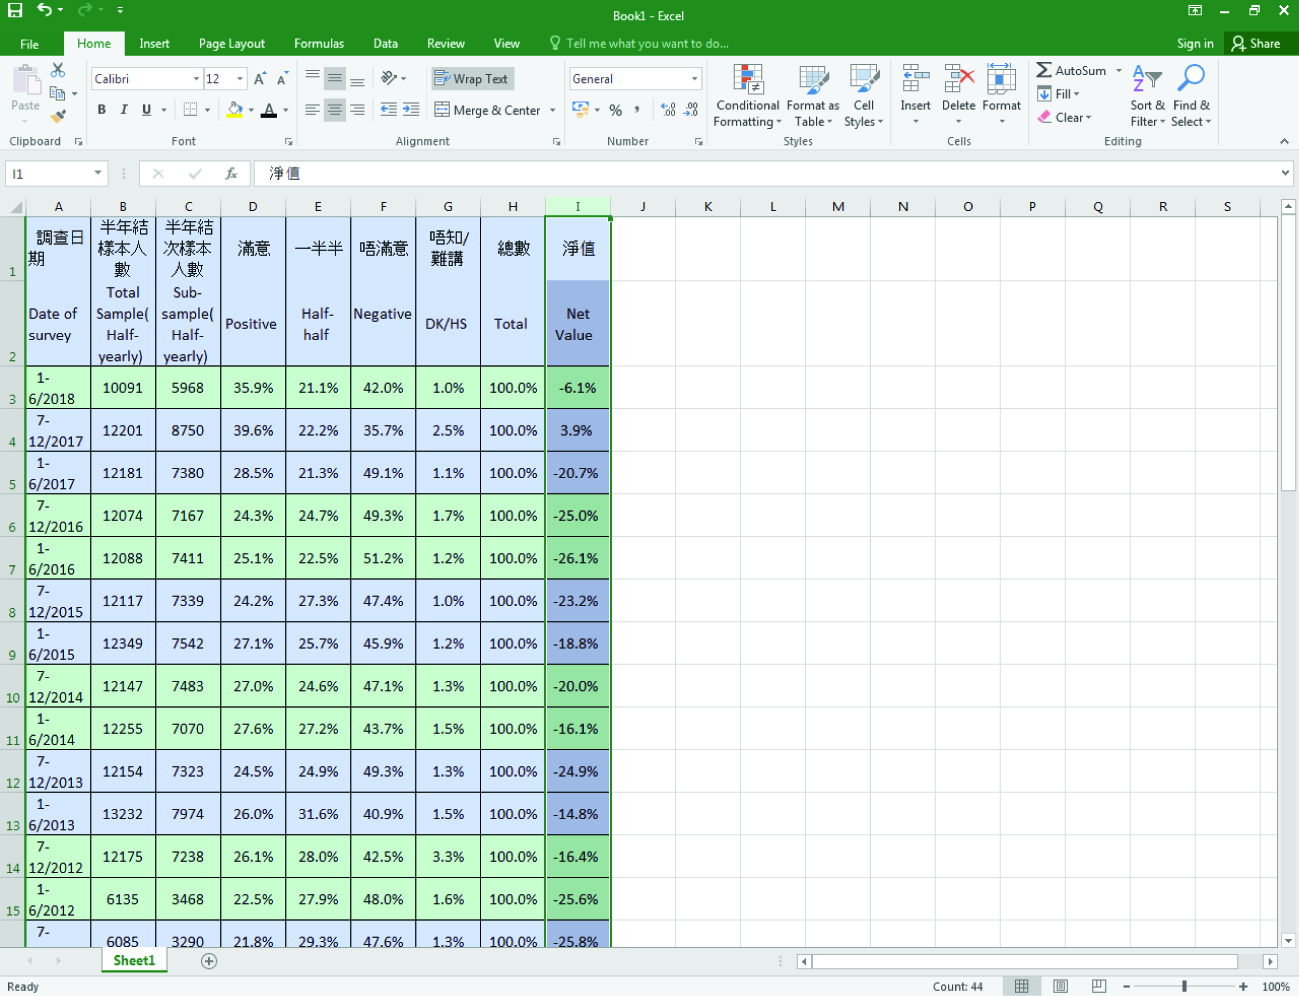 Book1 - Excel
File Home Insert Page Layout Formulas Data Review View Tell me what you want to do... Sign in Share
Paste
Calibri 12
B I U
Wrap Text
Merge & Center
General
%
Conditional Formatting
Format as Table
Cell Styles
Insert Delete Format
AutoSum
Fill
Clear
Sort & Filter
Find & Select
Clipboard Font Alignment Number Styles Cells Editing
I1 fx 淨值
A B C D E F G H I J K L M N O P Q R S
1 調查日期 半年結樣本人數 半年結次樣本人數 滿意 一半半 唔滿意 唔知/難講 總數 淨值
2 Date of survey Total Sample(Half-yearly) Sub-sample(Half-yearly) Positive Half-half Negative DK/HS Total Net Value
3 1-6/2018 10091 5968 35.9% 21.1% 42.0% 1.0% 100.0% -6.1%
4 7-12/2017 12201 8750 39.6% 22.2% 35.7% 2.5% 100.0% 3.9%
5 1-6/2017 12181 7380 28.5% 21.3% 49.1% 1.1% 100.0% -20.7%
6 7-12/2016 12074 7167 24.3% 24.7% 49.3% 1.7% 100.0% -25.0%
7 1-6/2016 12088 7411 25.1% 22.5% 51.2% 1.2% 100.0% -26.1%
8 7-12/2015 12117 7339 24.2% 27.3% 47.4% 1.0% 100.0% -23.2%
9 1-6/2015 12349 7542 27.1% 25.7% 45.9% 1.2% 100.0% -18.8%
10 7-12/2014 12147 7483 27.0% 24.6% 47.1% 1.3% 100.0% -20.0%
11 1-6/2014 12255 7070 27.6% 27.2% 43.7% 1.5% 100.0% -16.1%
12 7-12/2013 12154 7323 24.5% 24.9% 49.3% 1.3% 100.0% -24.9%
13 1-6/2013 13232 7974 26.0% 31.6% 40.9% 1.5% 100.0% -14.8%
14 7-12/2012 12175 7238 26.1% 28.0% 42.5% 3.3% 100.0% -16.4%
15 1-6/2012 6135 3468 22.5% 27.9% 48.0% 1.6% 100.0% -25.6%
7- 6085 3290 21.8% 29.3% 47.6% 1.3% 100.0% -25.8%
Sheet1
Ready Count: 44 100%